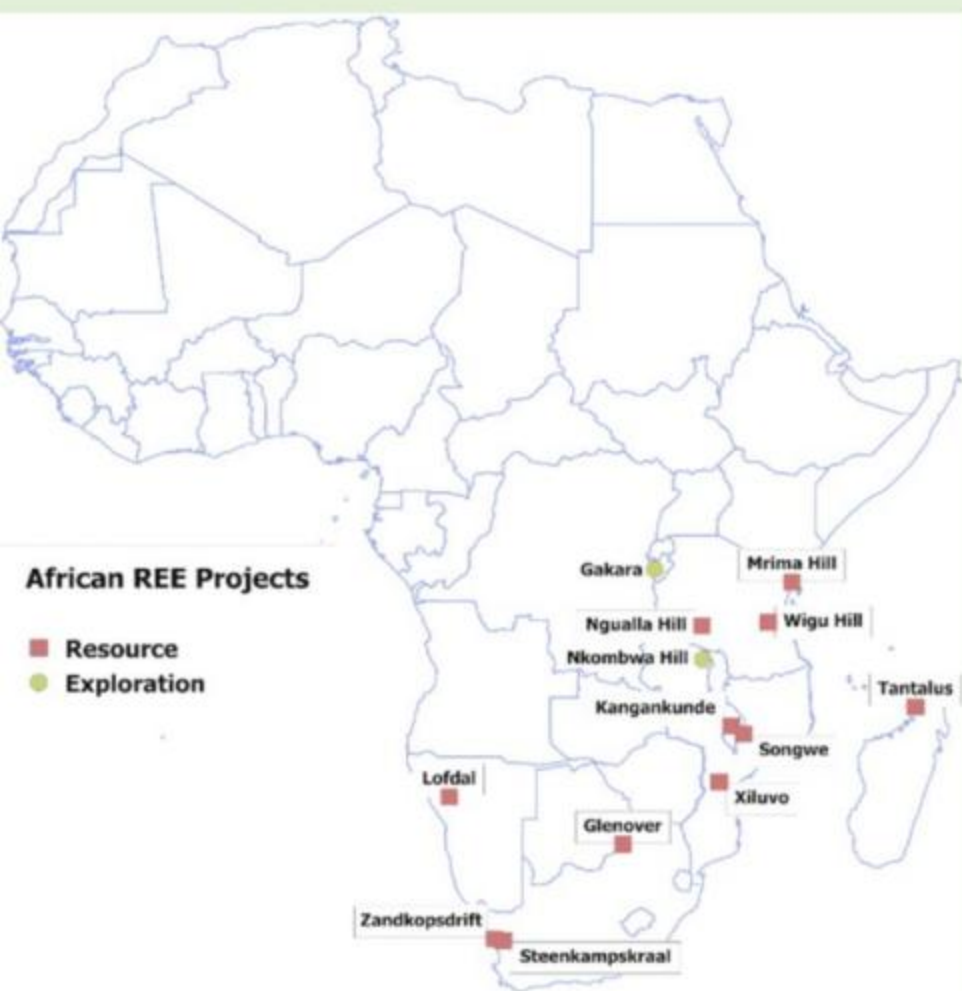 African REE Projects
Resource
Exploration
Gakara
Mrima Hill
Ngualla Hill
Wigu Hill
Nkombwa Hill
Tantalus
Kangankunde
Songwe
Lofdal
Xiluvo
Glenover
Zandkopsdrift
Steenkampskraal